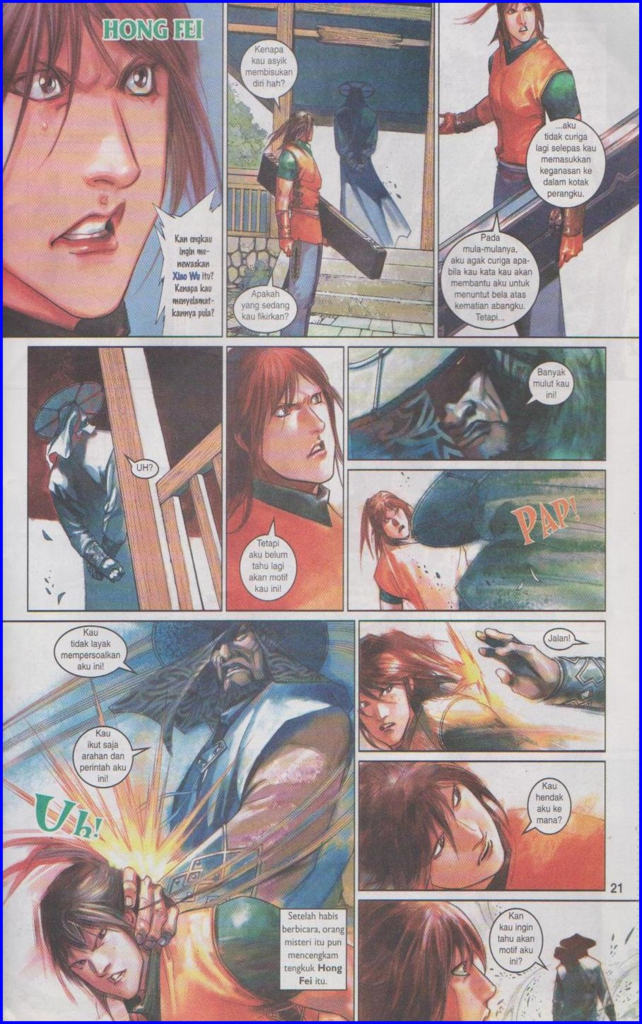 HONG FEI
Kan engkau
ingin me-
newaskan
Xiao Wu itu?
Kenapa kau
menyelamat-
kannya pula?
Kenapa
kau asyik
membisukan
diri hah?
Apakah
yang sedang
kau fikirkan?
...aku
tidak curiga
lagi selepas kau
memasukkan
keganasan ke
dalam kotak
perangku.
Pada
mula-mulanya,
aku agak curiga apa-
bila kau kata kau akan
membantu aku untuk
menuntut bela atas
kematian abangku.
Tetapi...
UH?
Tetapi
aku belum
tahu lagi
akan motif
kau ini!
Banyak
mulut kau
ini!
PAP!
Kau
tidak layak
mempersoalkan
aku ini!
Kau
ikut saja
arahan dan
perintah aku
ini!
Uh!
Setelah habis
berbicara, orang
misteri itu pun
mencengkam
tengkuk Hong
Fei itu.
Jalan!
Kau
hendak
aku ke
mana?
Kan
kau ingin
tahu akan
motif aku
ini?
21